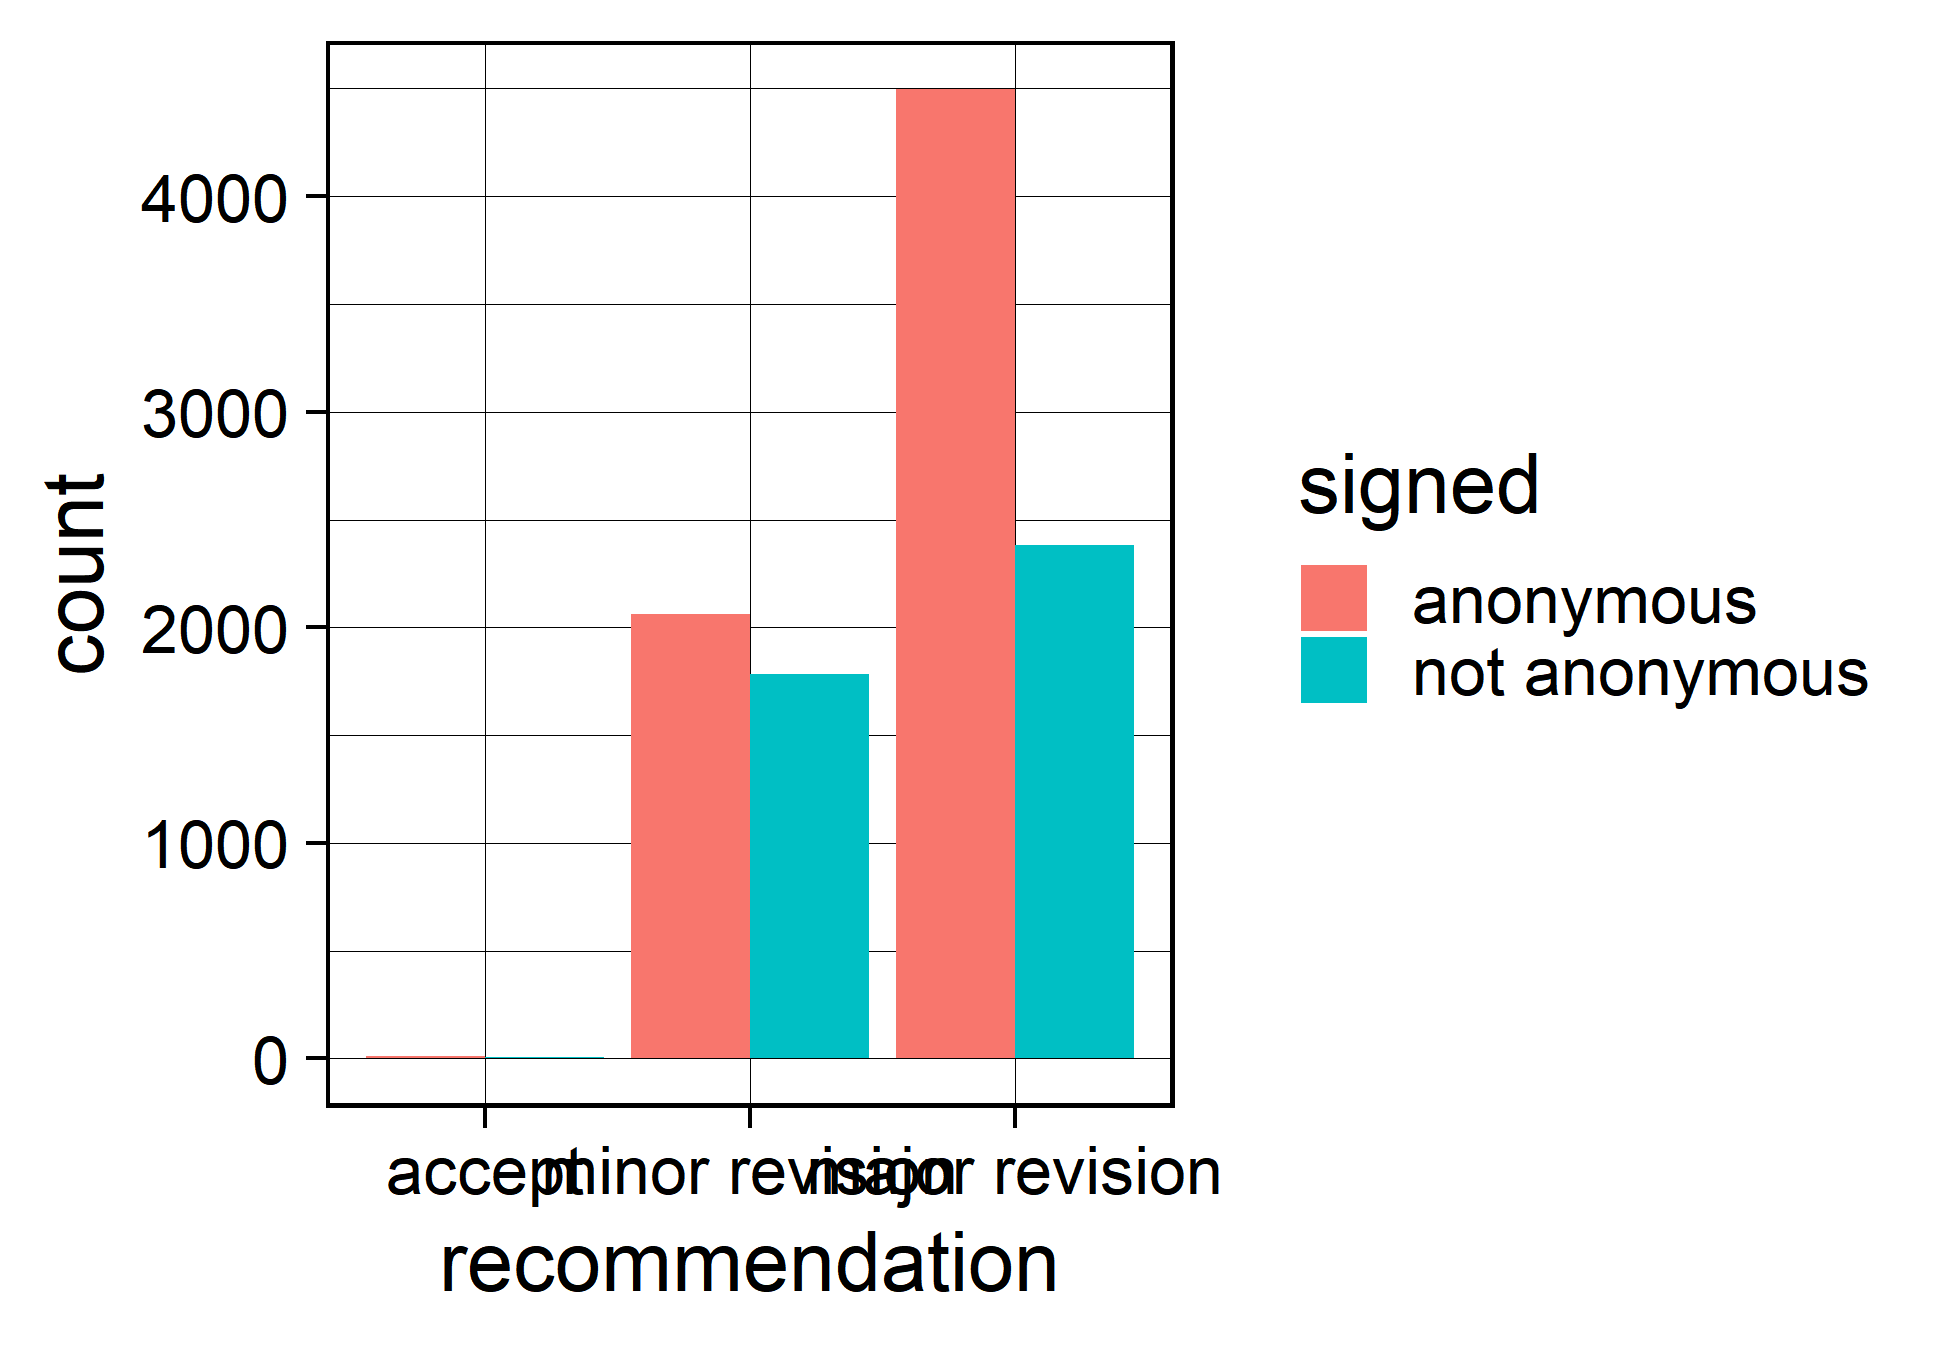 4000
3000
2000
1000
0
count
accept minor revision major revision
recommendation
signed
anonymous
not anonymous